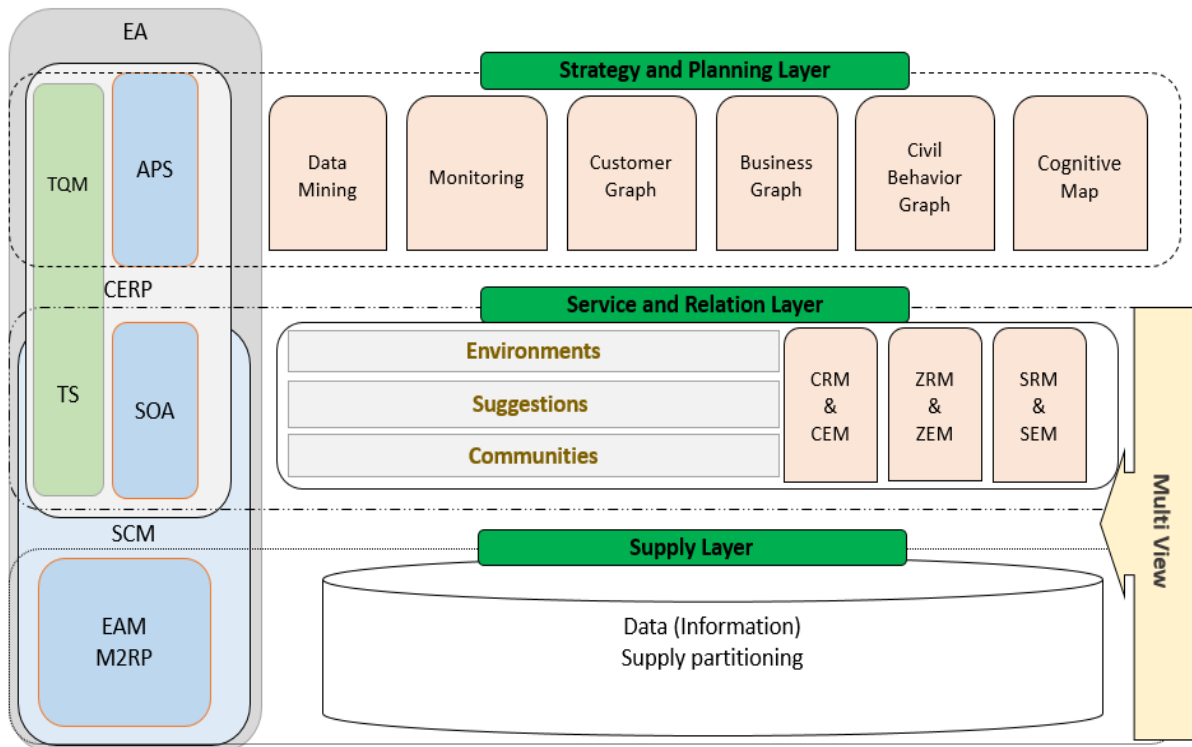 EA
Strategy and Planning Layer
TQM
APS
Data
Mining
Monitoring
Customer
Graph
Business
Graph
Civil
Behavior
Graph
Cognitive
Map
CERP
Service and Relation Layer
TS
SOA
Environments
Suggestions
Communities
CRM
&
CEM
ZRM
&
ZEM
SRM
&
SEM
Multi View
SCM
Supply Layer
EAM
M2RP
Data (Information)
Supply partitioning